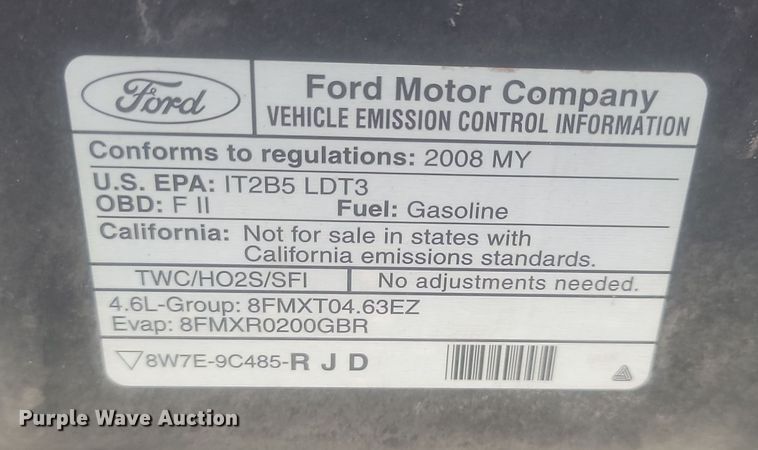 Ford
Ford Motor Company
VEHICLE EMISSION CONTROL INFORMATION
Conforms to regulations: 2008 MY
U.S. EPA: IT2B5 LDT3
OBD: F II Fuel: Gasoline
California: Not for sale in states with
California emissions standards.
TWC/HO2S/SFI No adjustments needed.
4.6L-Group: 8FMXT04.63EZ
Evap: 8FMXR0200GBR
8W7E-9C485-R J D
Purple Wave Auction